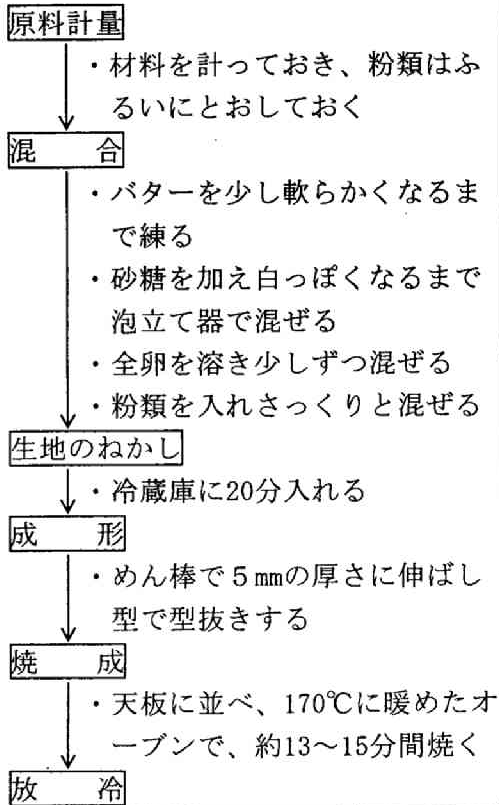 原料計量
・材料を計っておき、粉類はふ
るいにとおしておく
混　　合
・バターを少し軟らかくなるま
で練る
・砂糖を加え白っぽくなるまで
泡立て器で混ぜる
・全卵を溶き少しずつ混ぜる
・粉類を入れさっくりと混ぜる
生地のねかし
・冷蔵庫に20分入れる
成　　形
・めん棒で５㎜の厚さに伸ばし
型で型抜きする
焼　　成
・天板に並べ、170℃に暖めたオ
ーブンで、約13～15分間焼く
放　　冷